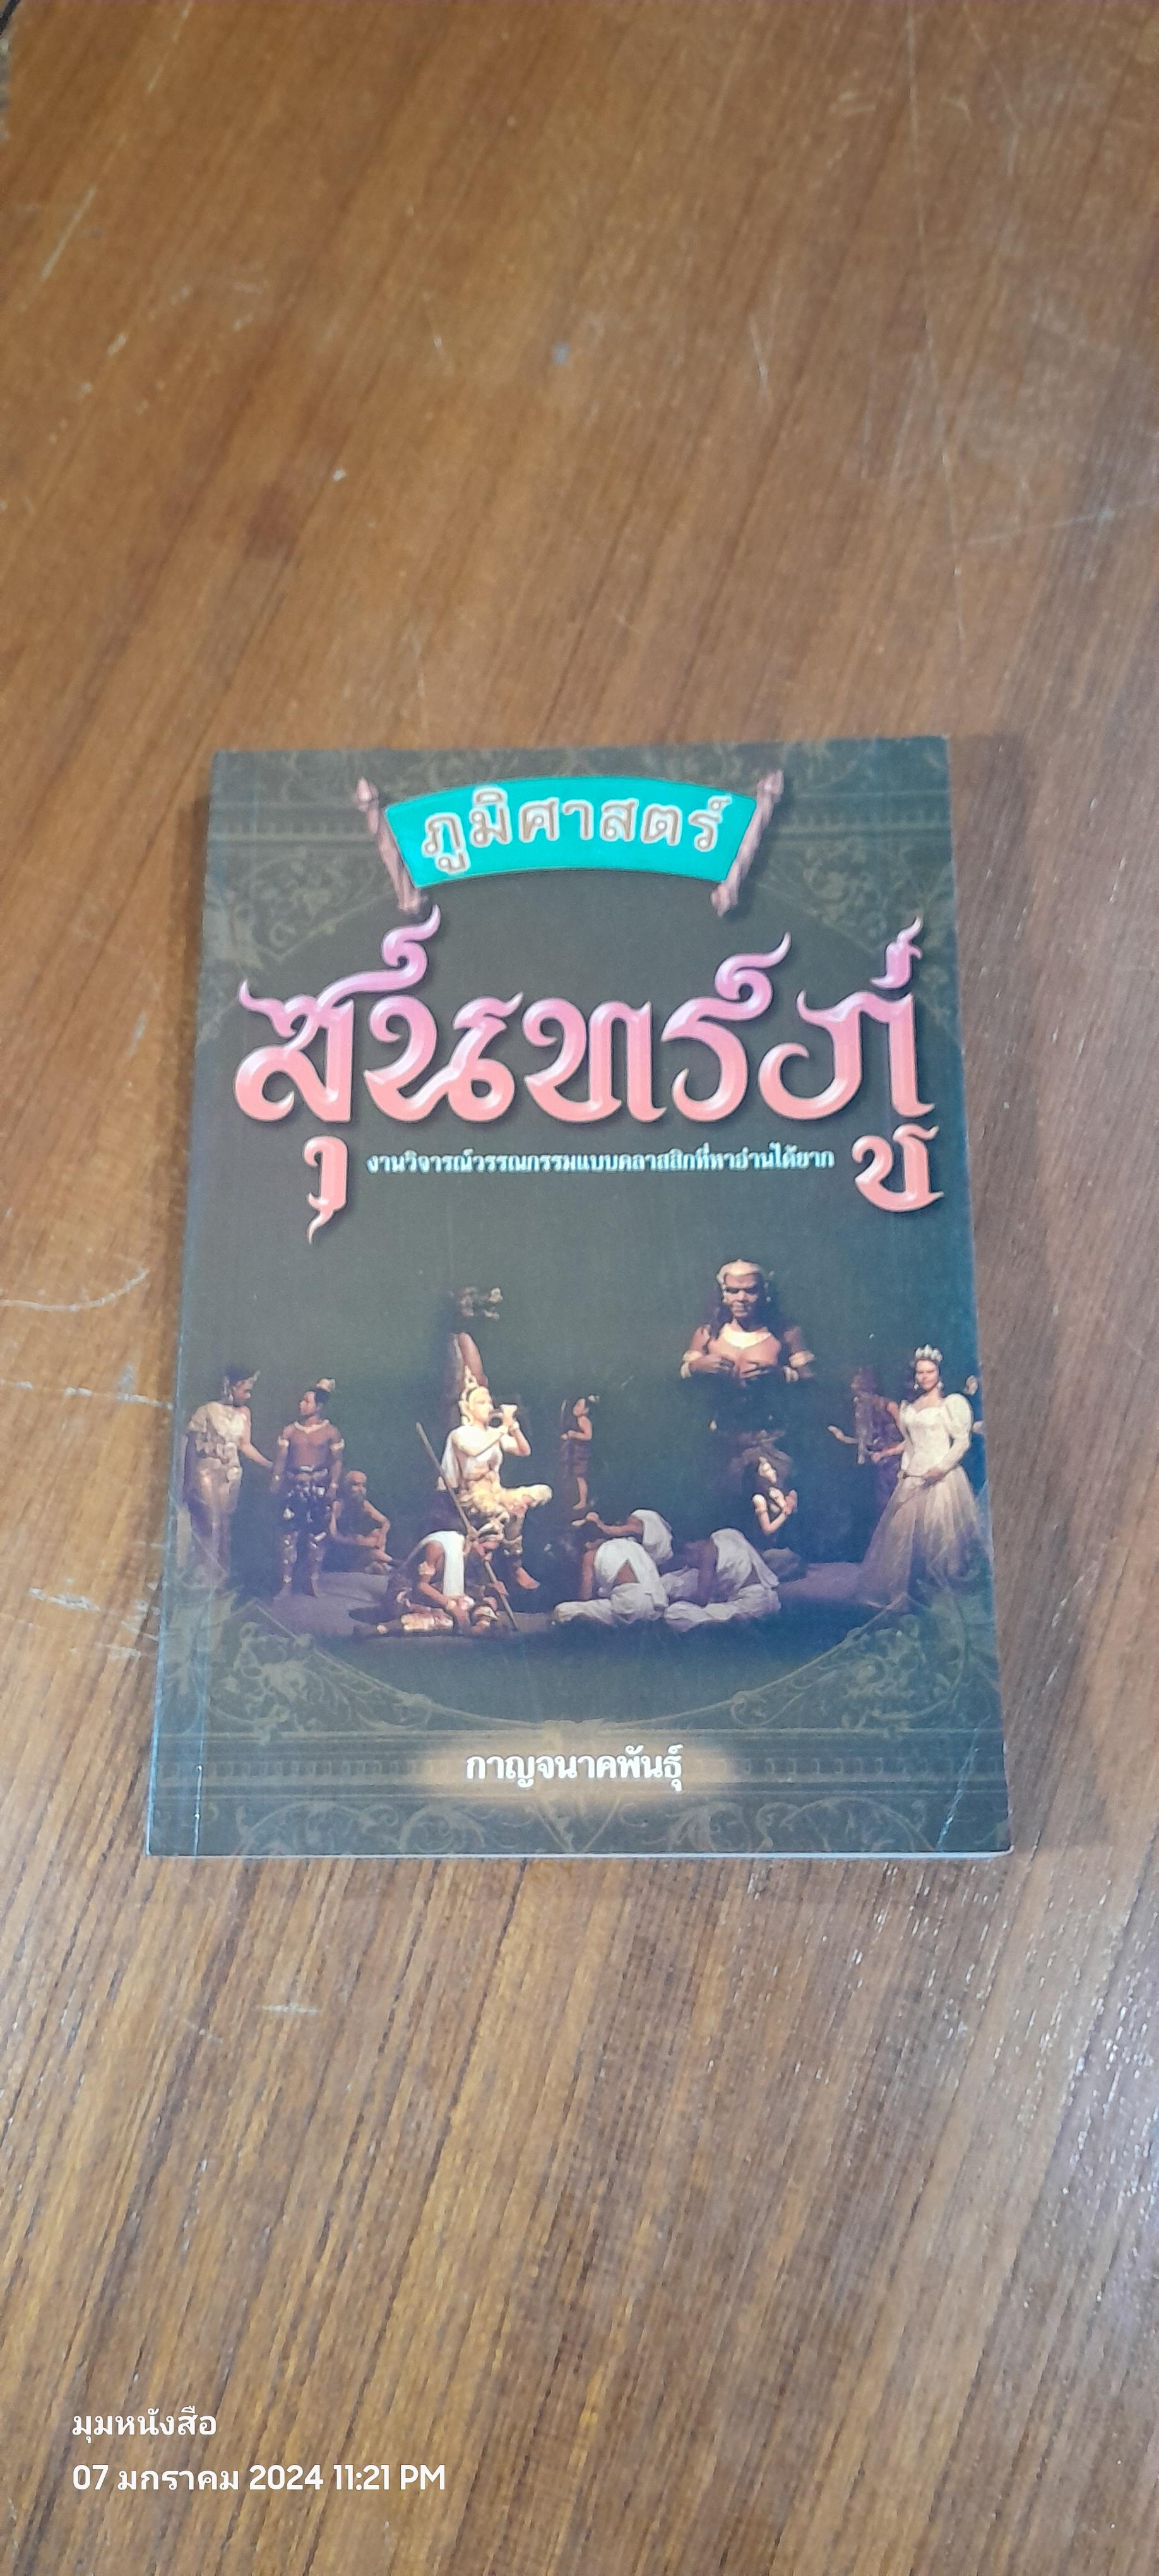 ภูมิศาสตร์
สุนทรภู่
งานวิจารณ์วรรณกรรมแบบคลาสสิกที่หาอ่านได้ยาก
กาญจนาคพันธุ์
มุมหนังสือ
07 มกราคม 2024 11:21 PM